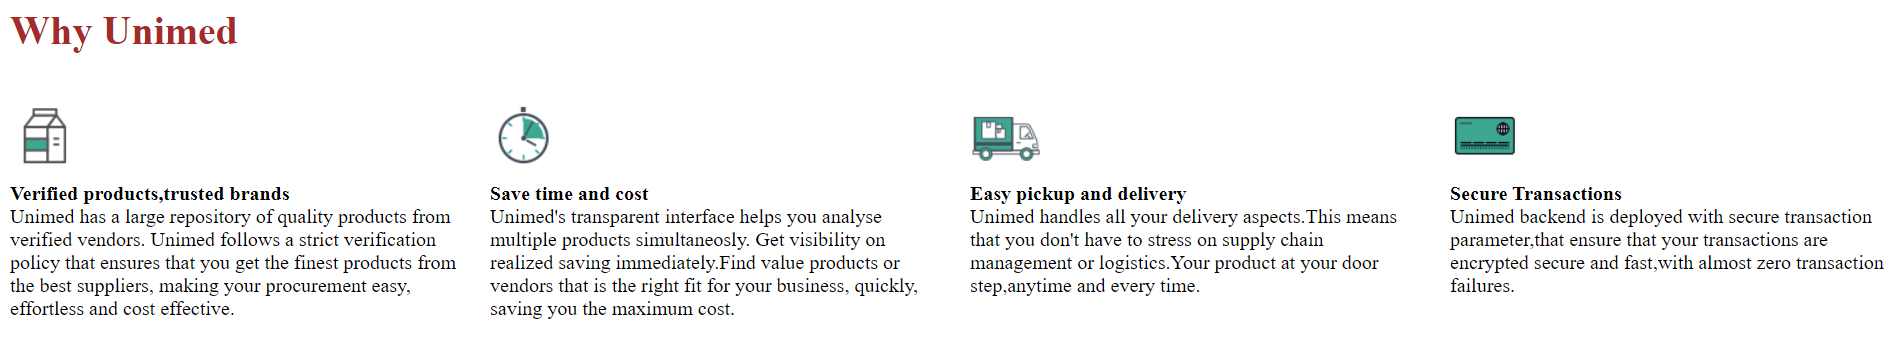 Why Unimed
Verified products,trusted brands
Unimed has a large repository of quality products from
verified vendors. Unimed follows a strict verification
policy that ensures that you get the finest products from
the best suppliers, making your procurement easy,
effortless and cost effective.
Save time and cost
Unimed's transparent interface helps you analyse
multiple products simultaneosly. Get visibility on
realized saving immediately.Find value products or
vendors that is the right fit for your business, quickly,
saving you the maximum cost.
Easy pickup and delivery
Unimed handles all your delivery aspects.This means
that you don't have to stress on supply chain
management or logistics.Your product at your door
step,anytime and every time.
Secure Transactions
Unimed backend is deployed with secure transaction
parameter,that ensure that your transactions are
encrypted secure and fast,with almost zero transaction
failures.